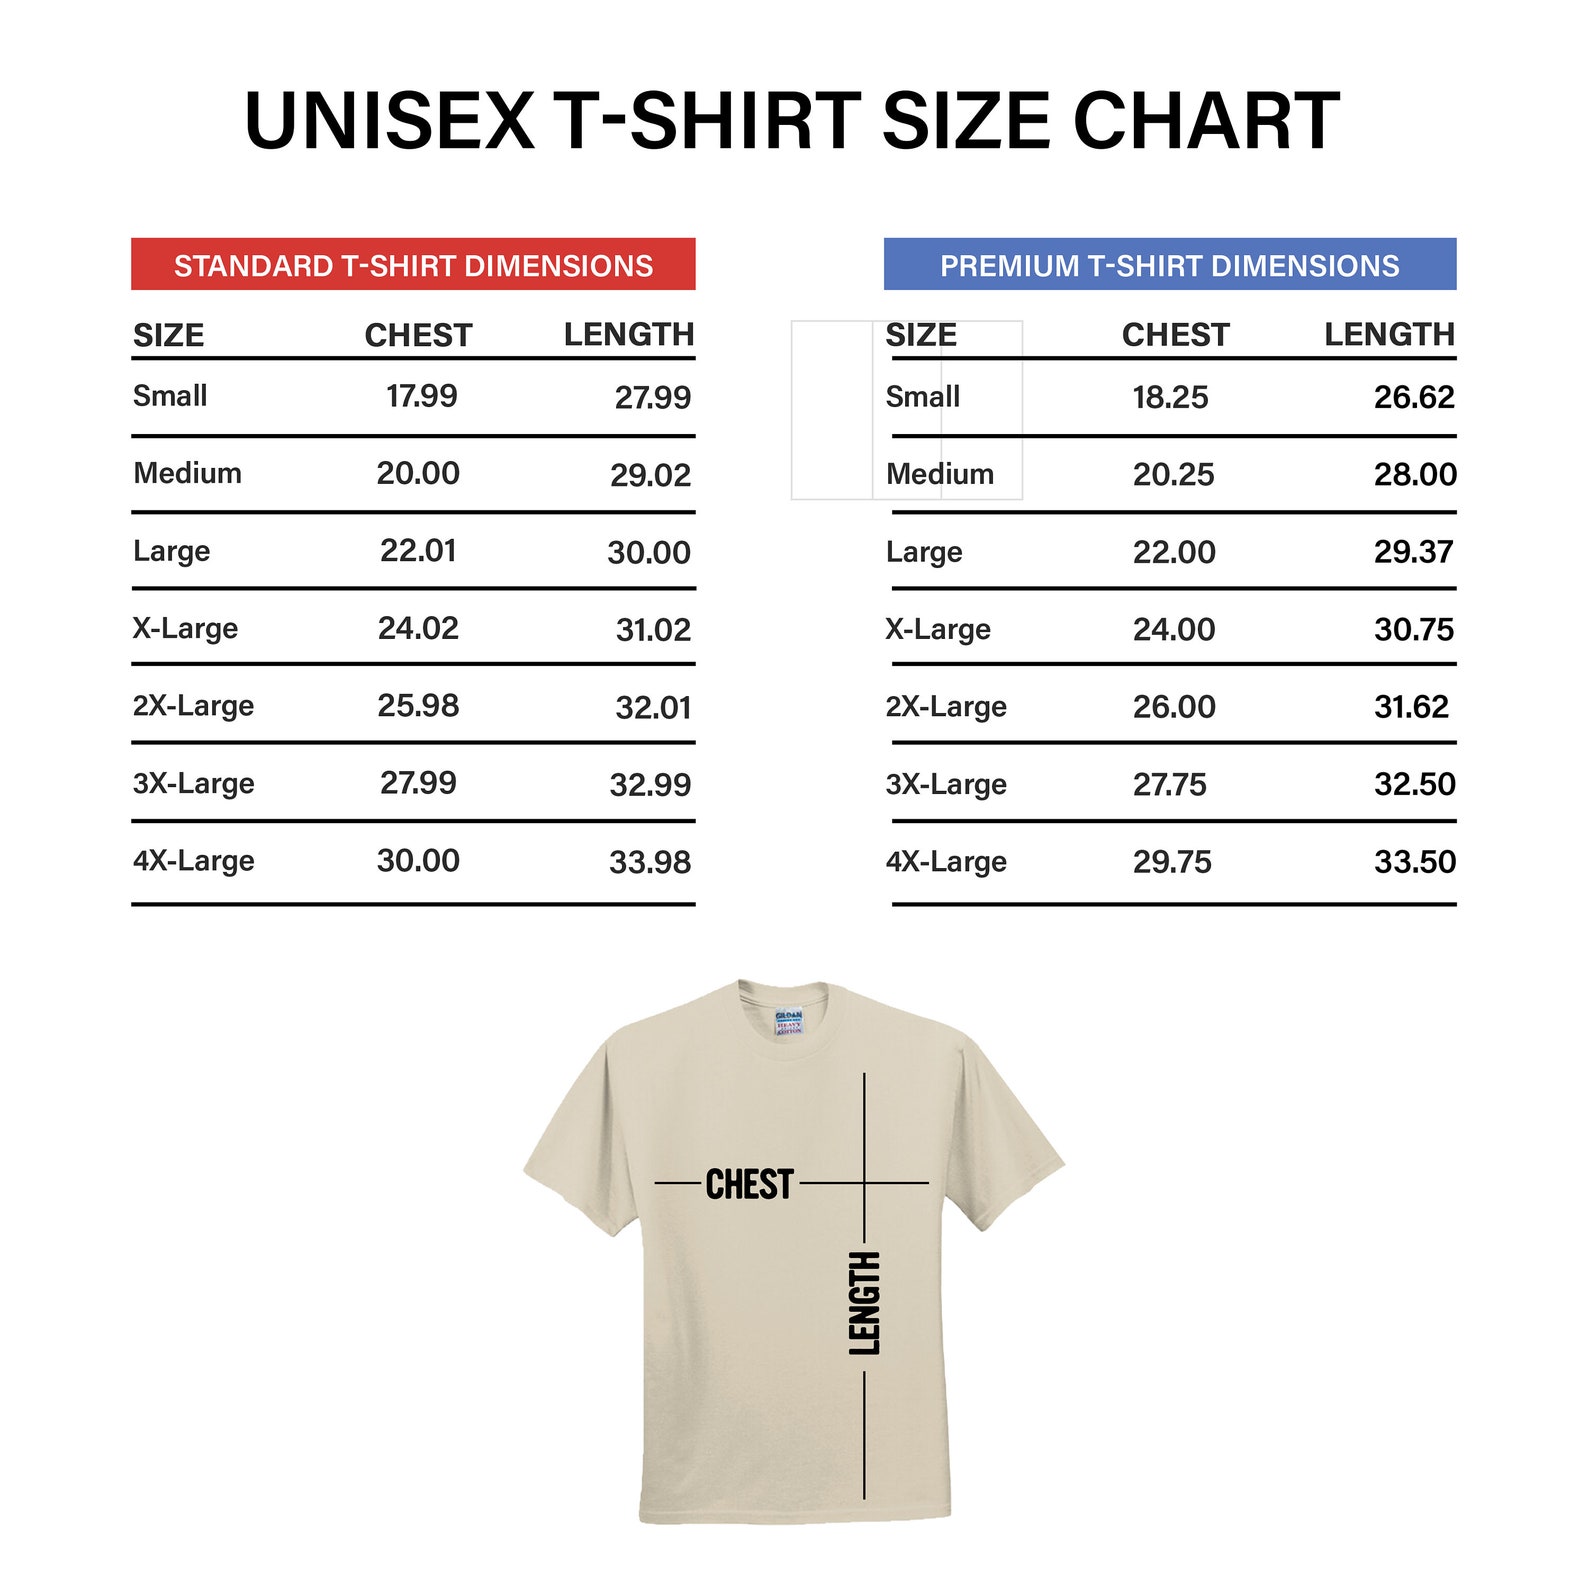 UNISEX T-SHIRT SIZE CHART
STANDARD T-SHIRT DIMENSIONS
SIZE CHEST LENGTH
Small 17.99 27.99
Medium 20.00 29.02
Large 22.01 30.00
X-Large 24.02 31.02
2X-Large 25.98 32.01
3X-Large 27.99 32.99
4X-Large 30.00 33.98
PREMIUM T-SHIRT DIMENSIONS
SIZE CHEST LENGTH
Small 18.25 26.62
Medium 20.25 28.00
Large 22.00 29.37
X-Large 24.00 30.75
2X-Large 26.00 31.62
3X-Large 27.75 32.50
4X-Large 29.75 33.50
GILDAN
HEAVY
COTTON
CHEST
LENGTH